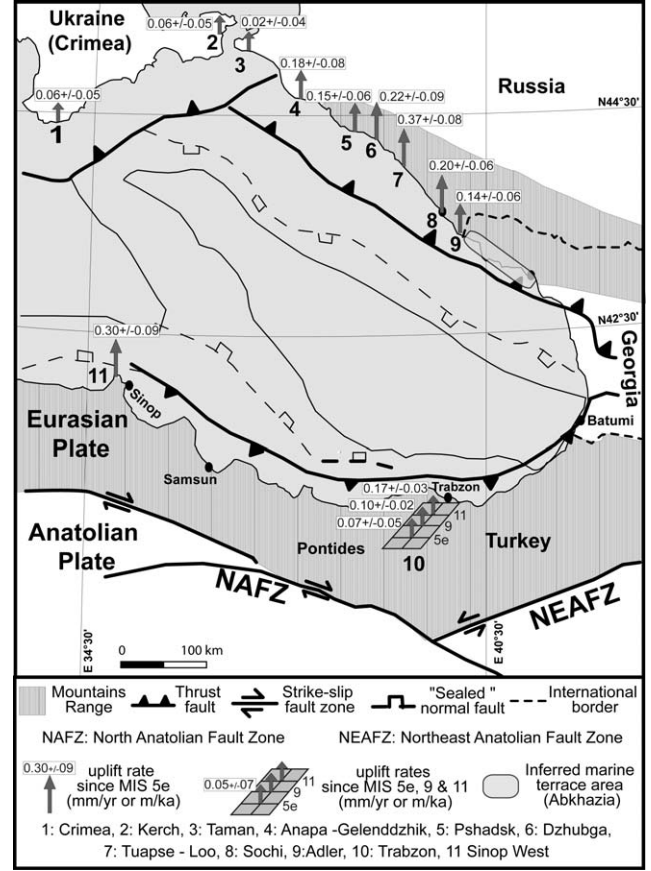 Ukraine
(Crimea)
0.06+/-0.05
2
0.02+/-0.04
3
0.18+/-0.08
4
Russia
0.06+/-0.05
1
0.15+/-0.06
5
0.22+/-0.09
6
N44°30'
0.37+/-0.08
7
0.20+/-0.06
8
0.14+/-0.06
9
N42°30'
Georgia
0.30+/-0.09
11
Sinop
Batumi
Eurasian
Plate
Samsun
Trabzon
0.17+/-0.03
0.10+/-0.02
0.07+/-0.05
11
9
5e
10
Anatolian
Plate
Pontides
Turkey
NAFZ
NEAFZ
E 34°30'
0 100 km
E 40°30'
Mountains
Range
Thrust
fault
Strike-slip
fault zone
"Sealed "
normal fault
International
border
NAFZ: North Anatolian Fault Zone NEAFZ: Northeast Anatolian Fault Zone
0.30+/-09
uplift rate
since MIS 5e
(mm/yr or m/ka)
0.05+/-07
11
9
5e
uplift rates
since MIS 5e, 9 & 11
(mm/yr or m/ka)
Inferred marine
terrace area
(Abkhazia)
1: Crimea, 2: Kerch, 3: Taman, 4: Anapa -Gelenddzhik, 5: Pshadsk, 6: Dzhubga,
7: Tuapse - Loo, 8: Sochi, 9:Adler, 10: Trabzon, 11 Sinop West